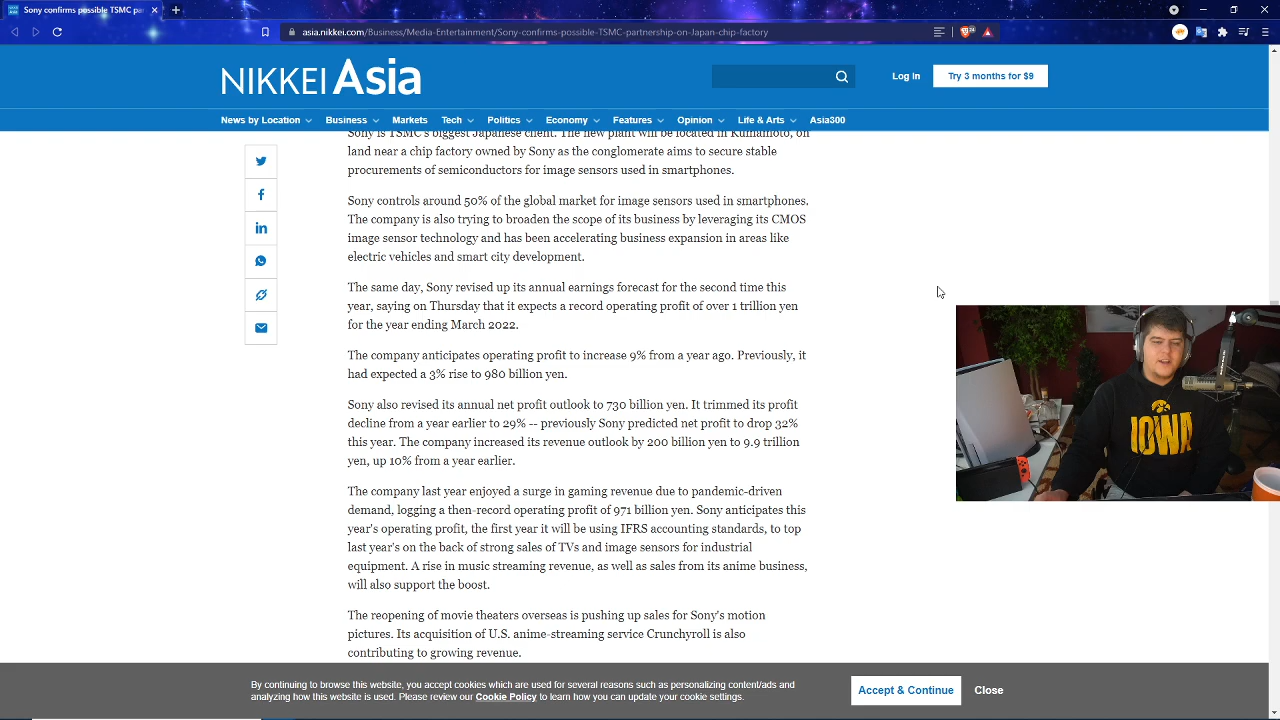 Sony confirms possible TSMC par
asia.nikkei.com/Business/Media-Entertainment/Sony-confirms-possible-TSMC-partnership-on-Japan-chip-factory
NIKKEI Asia
Log In
Try 3 months for $9
News by Location
Business
Markets
Tech
Politics
Economy
Features
Opinion
Life & Arts
Asia300
Sony is TSMC's biggest Japanese client. The new plant will be located in Kumamoto, on
land near a chip factory owned by Sony as the conglomerate aims to secure stable
procurements of semiconductors for image sensors used in smartphones.
Sony controls around 50% of the global market for image sensors used in smartphones.
The company is also trying to broaden the scope of its business by leveraging its CMOS
image sensor technology and has been accelerating business expansion in areas like
electric vehicles and smart city development.
The same day, Sony revised up its annual earnings forecast for the second time this
year, saying on Thursday that it expects a record operating profit of over 1 trillion yen
for the year ending March 2022.
The company anticipates operating profit to increase 9% from a year ago. Previously, it
had expected a 3% rise to 980 billion yen.
Sony also revised its annual net profit outlook to 730 billion yen. It trimmed its profit
decline from a year earlier to 29% -- previously Sony predicted net profit to drop 32%
this year. The company increased its revenue outlook by 200 billion yen to 9.9 trillion
yen, up 10% from a year earlier.
The company last year enjoyed a surge in gaming revenue due to pandemic-driven
demand, logging a then-record operating profit of 971 billion yen. Sony anticipates this
year's operating profit, the first year it will be using IFRS accounting standards, to top
last year's on the back of strong sales of TVs and image sensors for industrial
equipment. A rise in music streaming revenue, as well as sales from its anime business,
will also support the boost.
The reopening of movie theaters overseas is pushing up sales for Sony's motion
pictures. Its acquisition of U.S. anime-streaming service Crunchyroll is also
contributing to growing revenue.
IOWA
By continuing to browse this website, you accept cookies which are used for several reasons such as personalizing content/ads and
analyzing how this website is used. Please review our Cookie Policy to learn how you can update your cookie settings.
Accept & Continue
Close